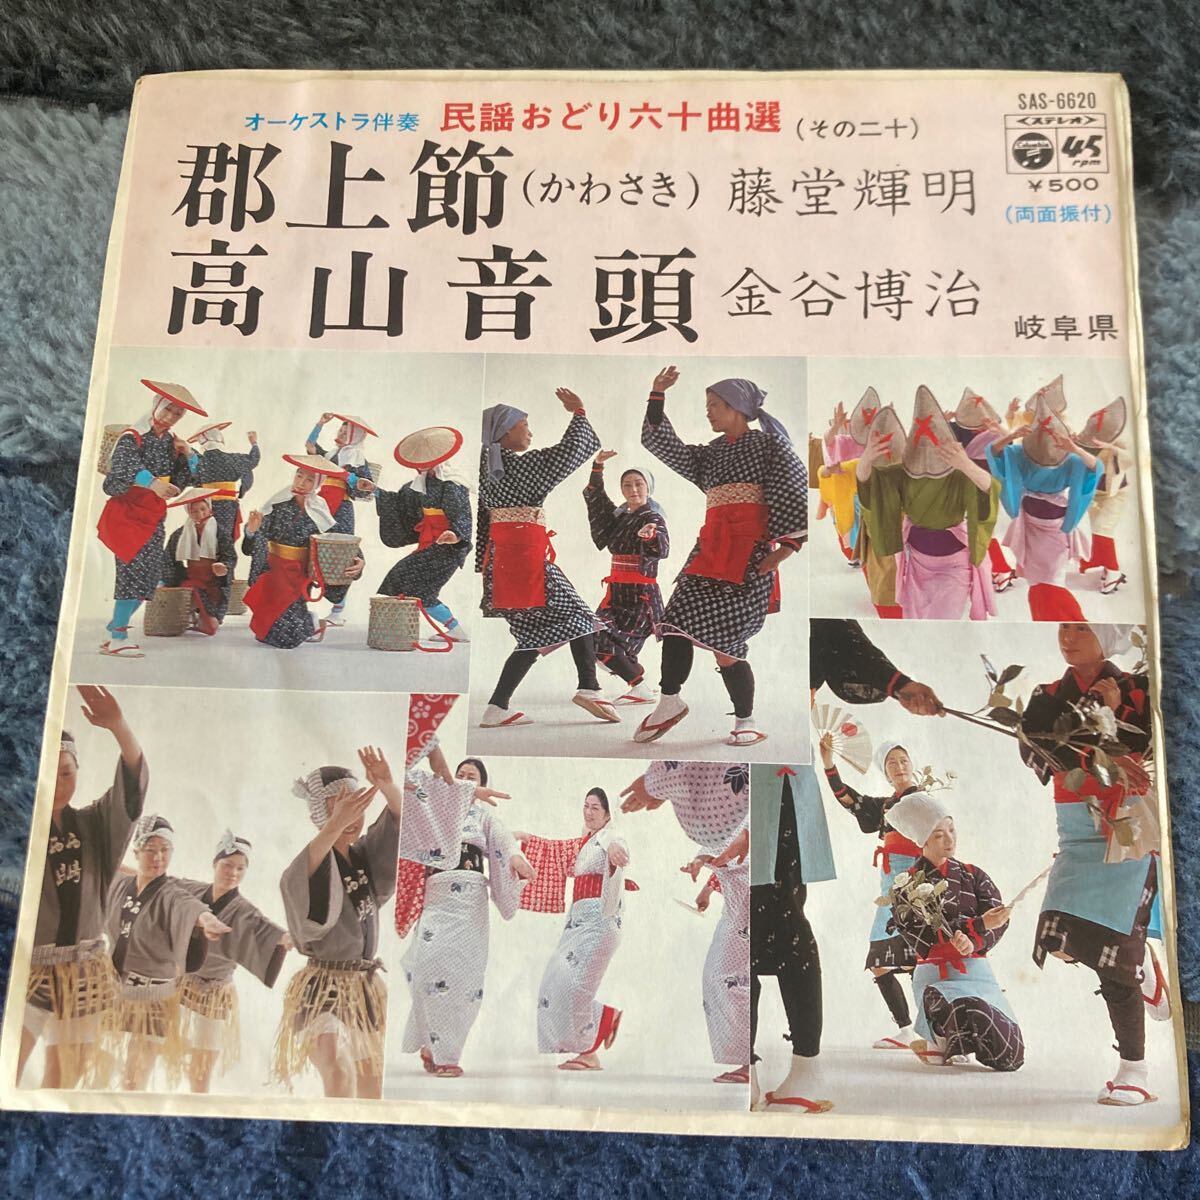 オーケストラ伴奏 民謡おどり六十曲選 (その二十)
郡上節(かわさき) 藤堂輝明
高山音頭 金谷博治
SAS-6620
<ステレオ>
Columbia 45 rpm
¥500
(両面振付)
岐阜県